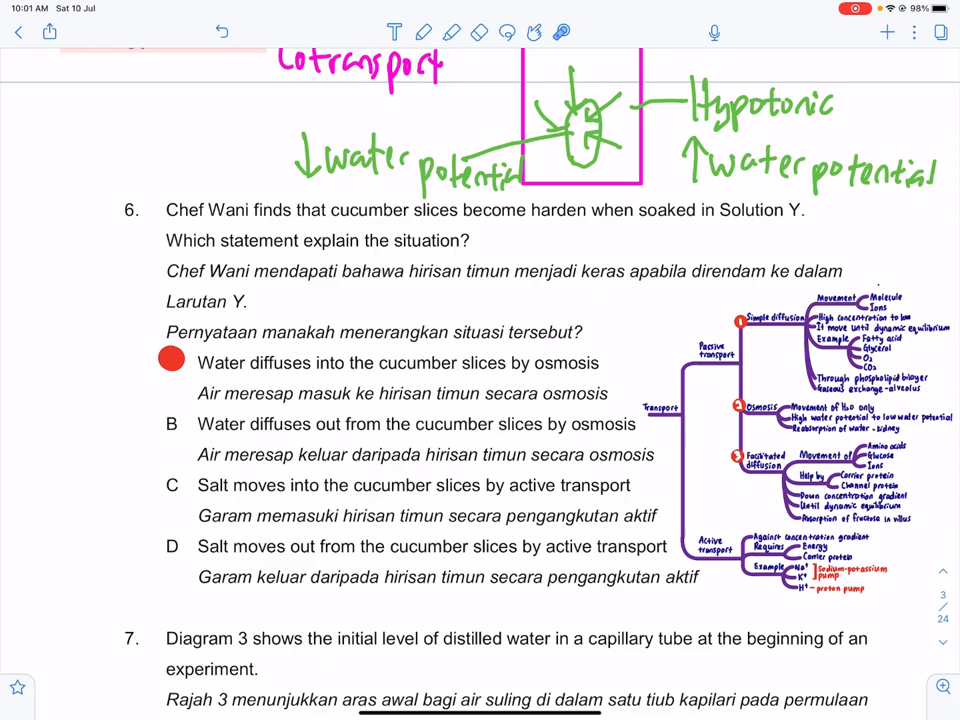 10:01 AM Sat 10 Jul
98%
Cotransport
Hypotonic
↓ water potential
↑ water potential
6. Chef Wani finds that cucumber slices become harden when soaked in Solution Y.
Which statement explain the situation?
Chef Wani mendapati bahawa hirisan timun menjadi keras apabila direndam ke dalam
Larutan Y.
Pernyataan manakah menerangkan situasi tersebut?
Water diffuses into the cucumber slices by osmosis
Air meresap masuk ke hirisan timun secara osmosis
B Water diffuses out from the cucumber slices by osmosis
Air meresap keluar daripada hirisan timun secara osmosis
C Salt moves into the cucumber slices by active transport
Garam memasuki hirisan timun secara pengangkutan aktif
D Salt moves out from the cucumber slices by active transport
Garam keluar daripada hirisan timun secara pengangkutan aktif
Transport
Passive
transport
1 Simple diffusion
Movement
Molecule
Ions
High concentration to low
It move until dynamic equilibrium
Example
Fatty acid
Glycerol
O2
CO2
Through phospholipid bilayer
Gaseous exchange - alveolus
2 Osmosis
Movement of H2O only
High water potential to low water potential
Reabsorption of water - kidney
3 Facilitated
diffusion
Movement of
Amino acids
Glucose
Ions
Help by
Carrier protein
Channel protein
Down concentration gradient
Until dynamic equilibrium
Absorption of fructose in villus
Active
transport
Against concentration gradient
Requires
Energy
Carrier protein
Example
Na+
K+
Sodium-potassium
pump
H+ - proton pump
3
/
24
7. Diagram 3 shows the initial level of distilled water in a capillary tube at the beginning of an
experiment.
Rajah 3 menunjukkan aras awal bagi air suling di dalam satu tiub kapilari pada permulaan